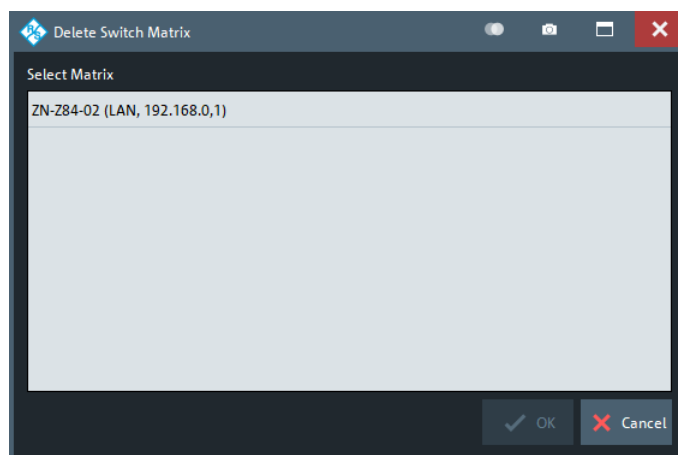 R&S Delete Switch Matrix
Select Matrix
ZN-Z84-02 (LAN, 192.168.0,1)
OK
Cancel